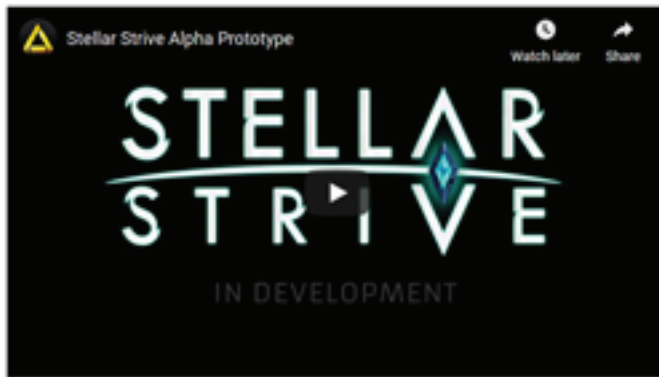 Stellar Strive Alpha Prototype
Watch later
Share
STELLAR
STRIVE
IN DEVELOPMENT